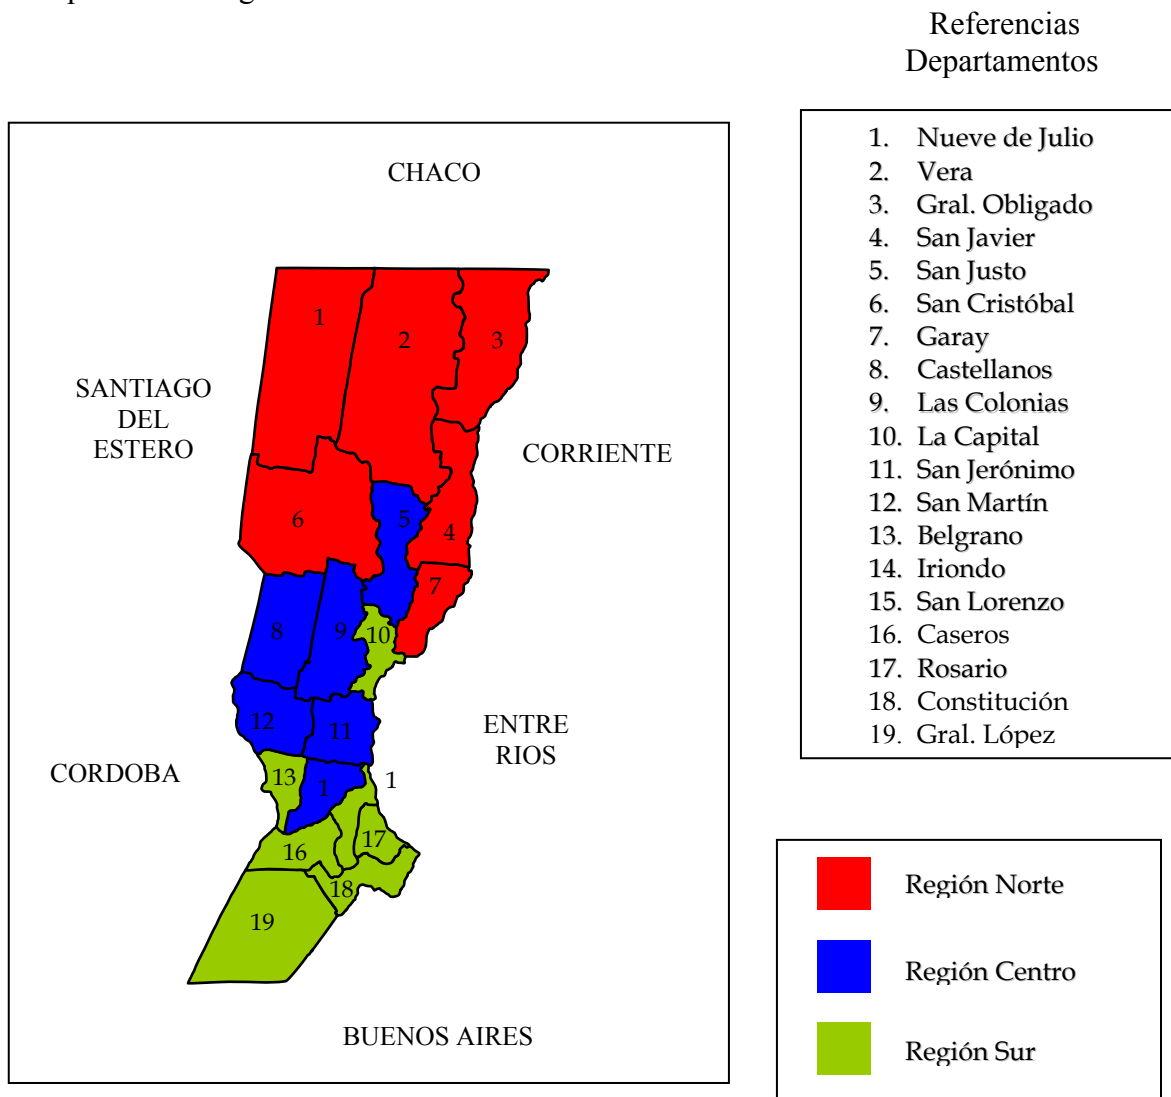 Referencias
Departamentos
CHACO
SANTIAGO
DEL
ESTERO
CORRIENTE
ENTRE
RIOS
CORDOBA
BUENOS AIRES
1
2
3
6
5
4
7
8
9
10
12
11
13
1
1
17
16
18
19
1. Nueve de Julio
2. Vera
3. Gral. Obligado
4. San Javier
5. San Justo
6. San Cristóbal
7. Garay
8. Castellanos
9. Las Colonias
10. La Capital
11. San Jerónimo
12. San Martín
13. Belgrano
14. Iriondo
15. San Lorenzo
16. Caseros
17. Rosario
18. Constitución
19. Gral. López
Región Norte
Región Centro
Región Sur